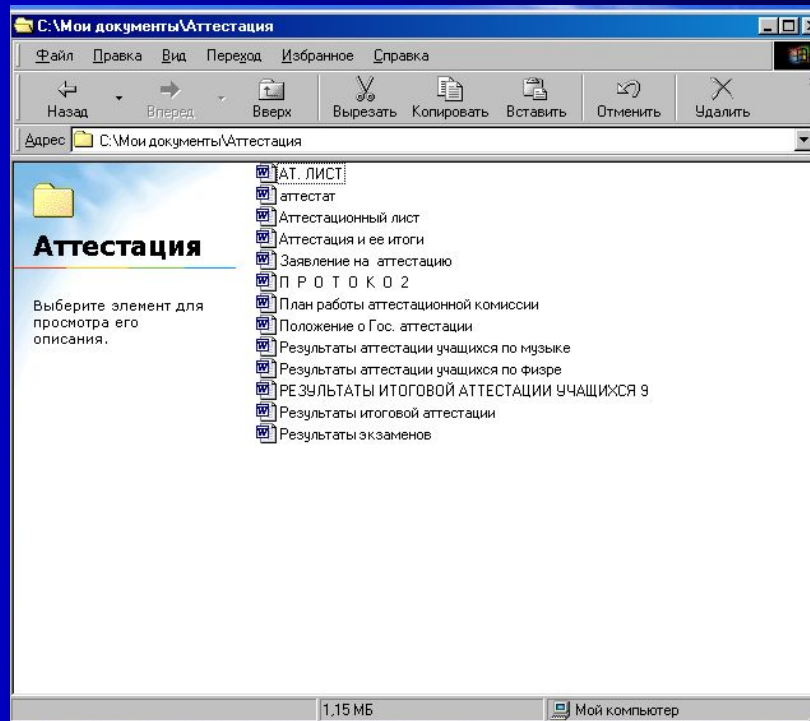 C:\Мои документы\Аттестация
Файл Правка Вид Переход Избранное Справка
Назад Вперед Вверх Вырезать Копировать Вставить Отменить Удалить
Адрес C:\Мои документы\Аттестация
АТ. ЛИСТ
аттестат
Аттестационный лист
Аттестация и ее итоги
Заявление на аттестацию
П Р О Т О К О 2
План работы аттестационной комиссии
Положение о Гос. аттестации
Результаты аттестации учащихся по музыке
Результаты аттестации учащихся по физре
РЕЗУЛЬТАТЫ ИТОГОВОЙ АТТЕСТАЦИИ УЧАЩИХСЯ 9
Результаты итоговой аттестации
Результаты экзаменов
Аттестация
Выберите элемент для
просмотра его
описания.
1,15 МБ Мой компьютер